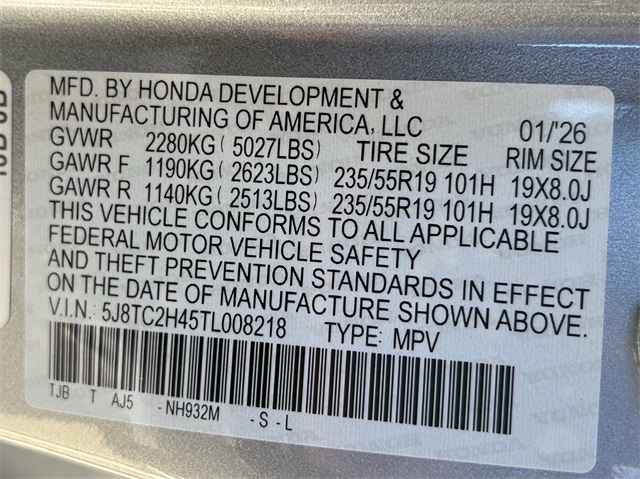 MFD. BY HONDA DEVELOPMENT &
MANUFACTURING OF AMERICA, LLC 01/'26
GVWR 2280KG ( 5027LBS) TIRE SIZE RIM SIZE
GAWR F 1190KG ( 2623LBS) 235/55R19 101H 19X8.0J
GAWR R 1140KG ( 2513LBS) 235/55R19 101H 19X8.0J
THIS VEHICLE CONFORMS TO ALL APPLICABLE
FEDERAL MOTOR VEHICLE SAFETY
AND THEFT PREVENTION STANDARDS IN EFFECT
ON THE DATE OF MANUFACTURE SHOWN ABOVE.
V.I.N.: 5J8TC2H45TL008218 TYPE: MPV
TJB T AJ5 -NH932M -S-L